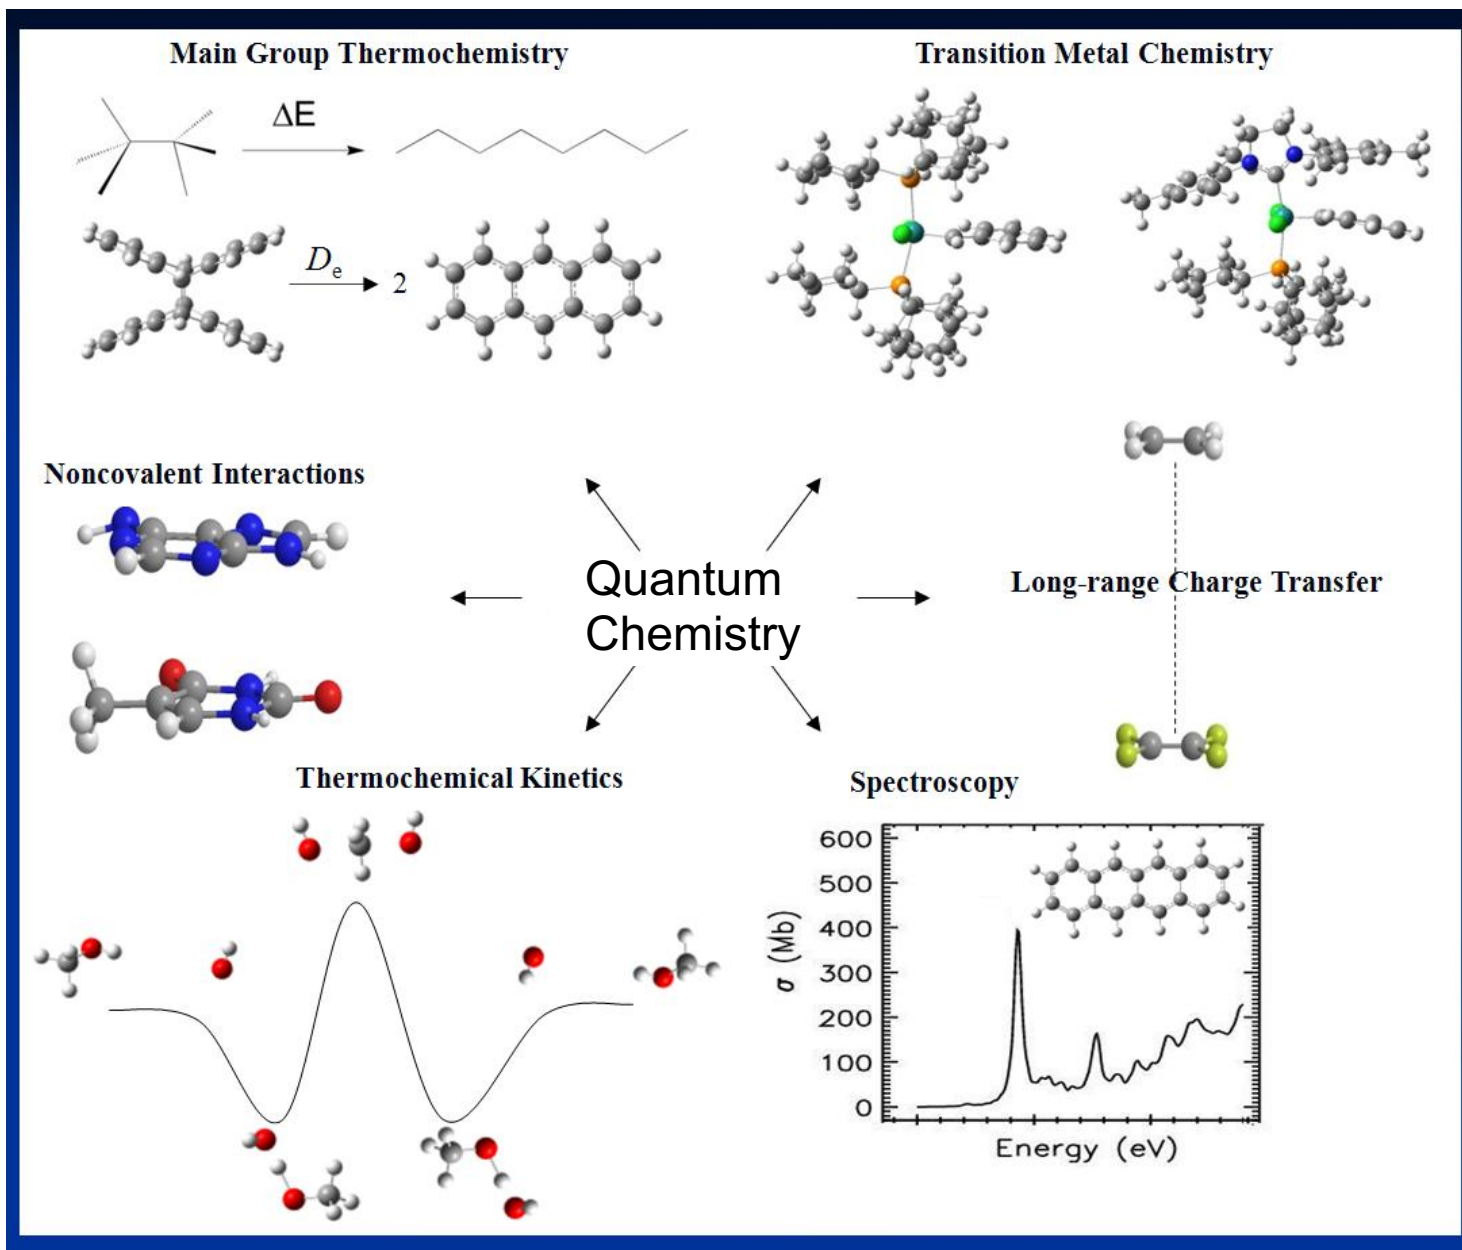 Main Group Thermochemistry
Transition Metal Chemistry
ΔE
De
2
Noncovalent Interactions
Quantum
Chemistry
Long-range Charge Transfer
Thermochemical Kinetics
Spectroscopy
600
500
400
300
200
100
0
σ (Mb)
Energy (eV)